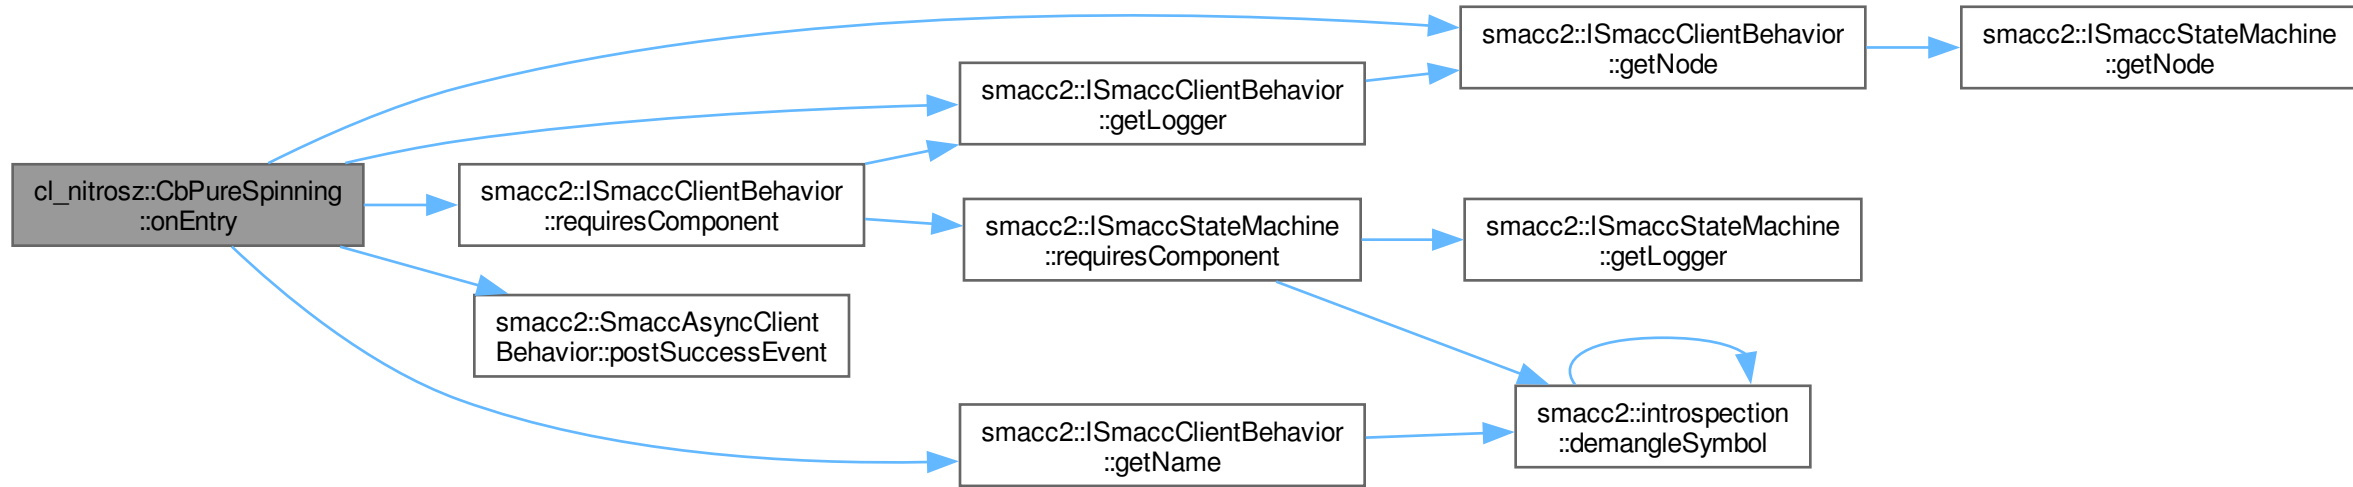 cl_nitrosz::CbPureSpinning
::onEntry
smacc2::ISmaccClientBehavior
::requiresComponent
smacc2::SmaccAsyncClient
Behavior::postSuccessEvent
smacc2::ISmaccClientBehavior
::getLogger
smacc2::ISmaccStateMachine
::requiresComponent
smacc2::ISmaccClientBehavior
::getName
smacc2::ISmaccClientBehavior
::getNode
smacc2::ISmaccStateMachine
::getLogger
smacc2::introspection
::demangleSymbol
smacc2::ISmaccStateMachine
::getNode